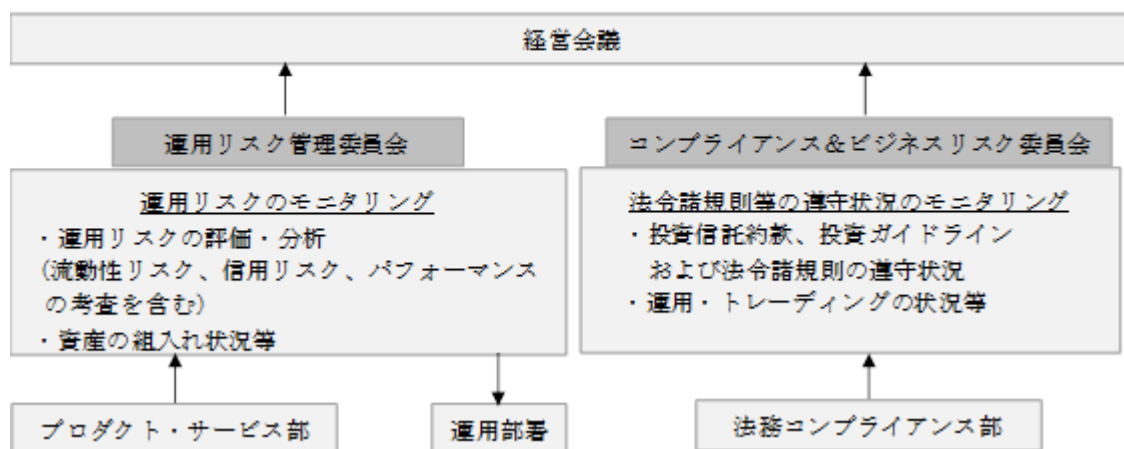 経営会議
運用リスク管理委員会
運用リスクのモニタリング
・運用リスクの評価・分析
(流動性リスク、信用リスク、パフォーマンス
の考査を含む)
・資産の組入れ状況等
プロダクト・サービス部
運用部署
コンプライアンス&ビジネスリスク委員会
法令諸規則等の遵守状況のモニタリング
・投資信託約款、投資ガイドライン
および法令諸規則の遵守状況
・運用・トレーディングの状況等
法務コンプライアンス部